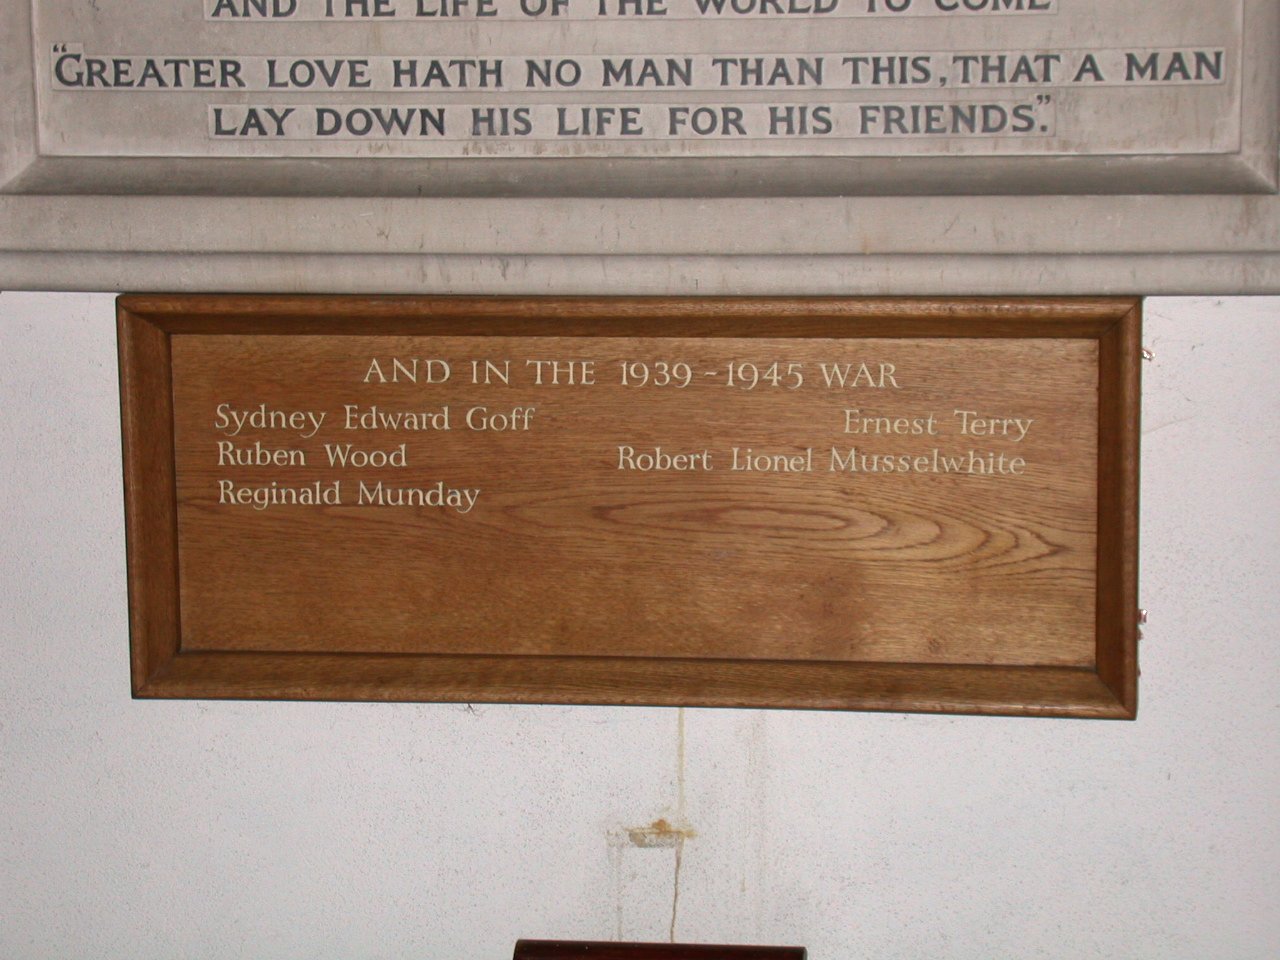 AND THE LIFE OF THE WORLD TO COME
"GREATER LOVE HATH NO MAN THAN THIS, THAT A MAN
LAY DOWN HIS LIFE FOR HIS FRIENDS."
AND IN THE 1939-1945 WAR
Sydney Edward Goff Ernest Terry
Ruben Wood Robert Lionel Musselwhite
Reginald Munday